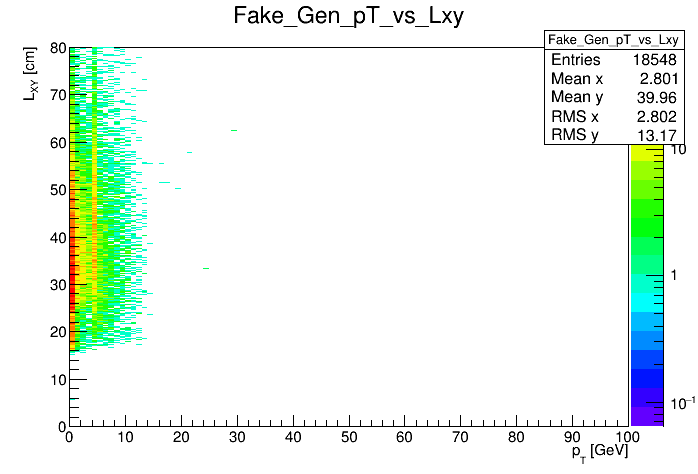 Fake_Gen_pT_vs_Lxy
Fake_Gen_pT_vs_Lxy
Entries 18548
Mean x 2.801
Mean y 39.96
RMS x 2.802
RMS y 13.17
L_XY [cm]
80
70
60
50
40
30
20
10
0
0 10 20 30 40 50 60 70 80 90 100
p_T [GeV]
10
1
10^-1